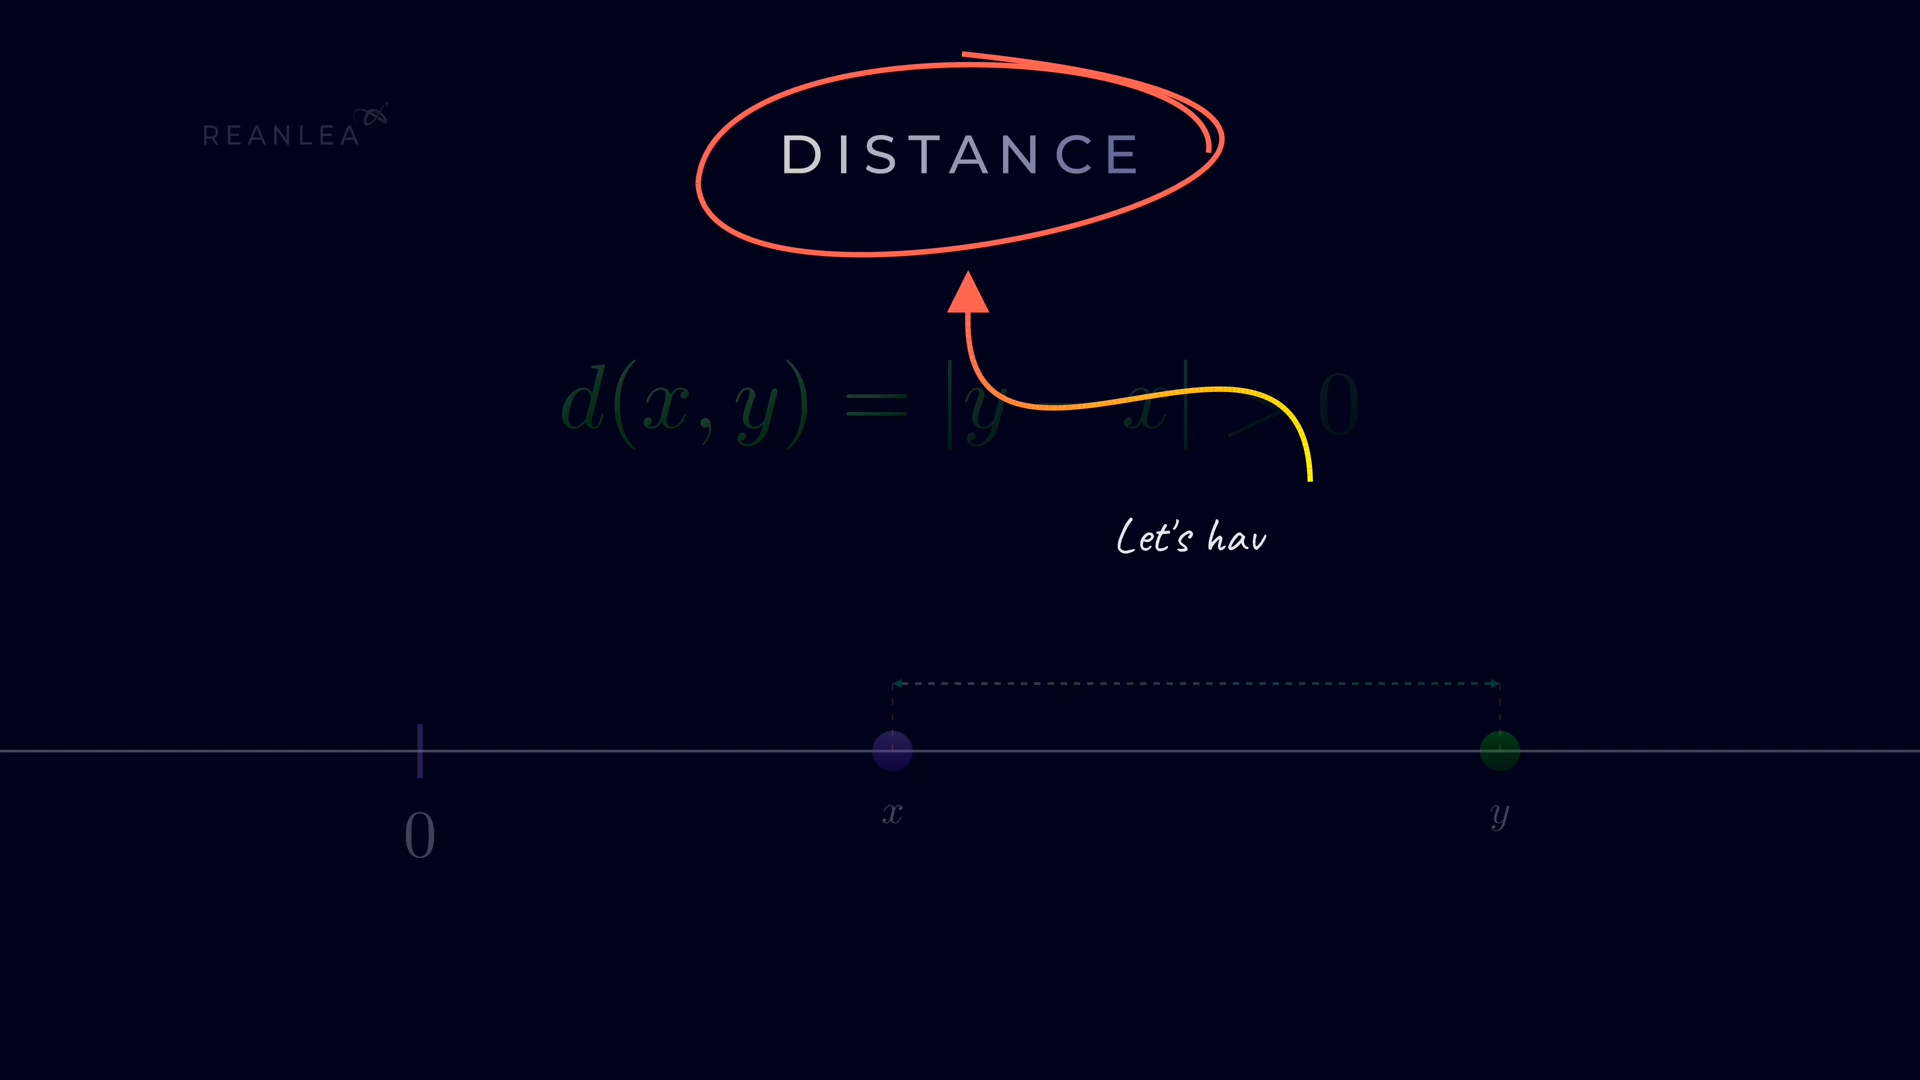 REANLEA
DISTANCE
d(x, y) = |y − x| > 0
Let's hav
x
y
0